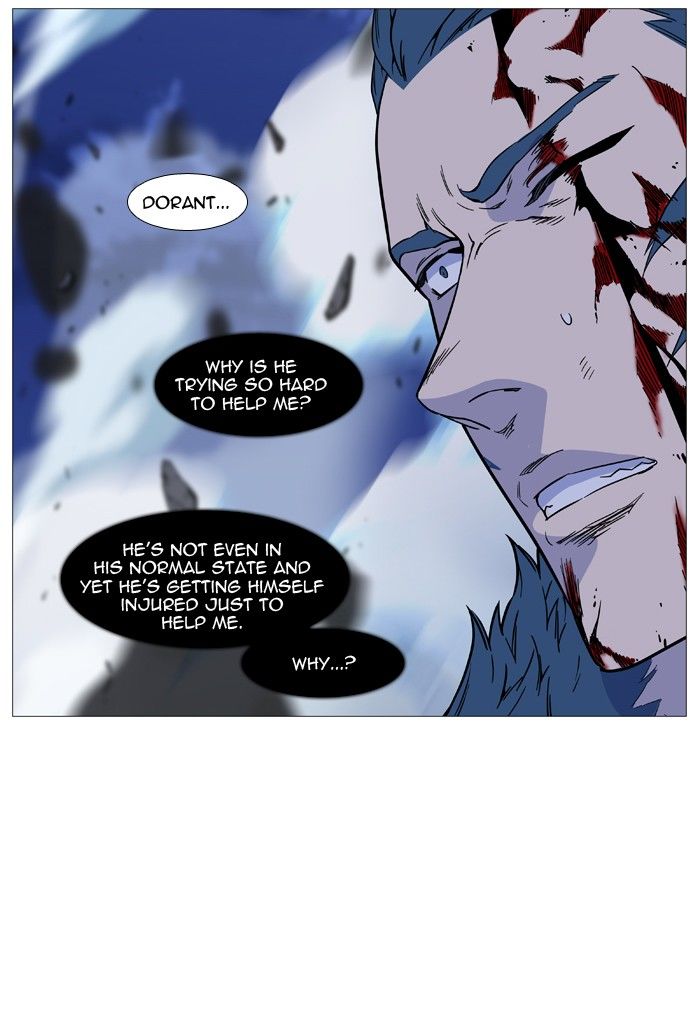 DORANT...
WHY IS HE
TRYING SO HARD
TO HELP ME?
HE'S NOT EVEN IN
HIS NORMAL STATE AND
YET HE'S GETTING HIMSELF
INJURED JUST TO
HELP ME.
WHY...?